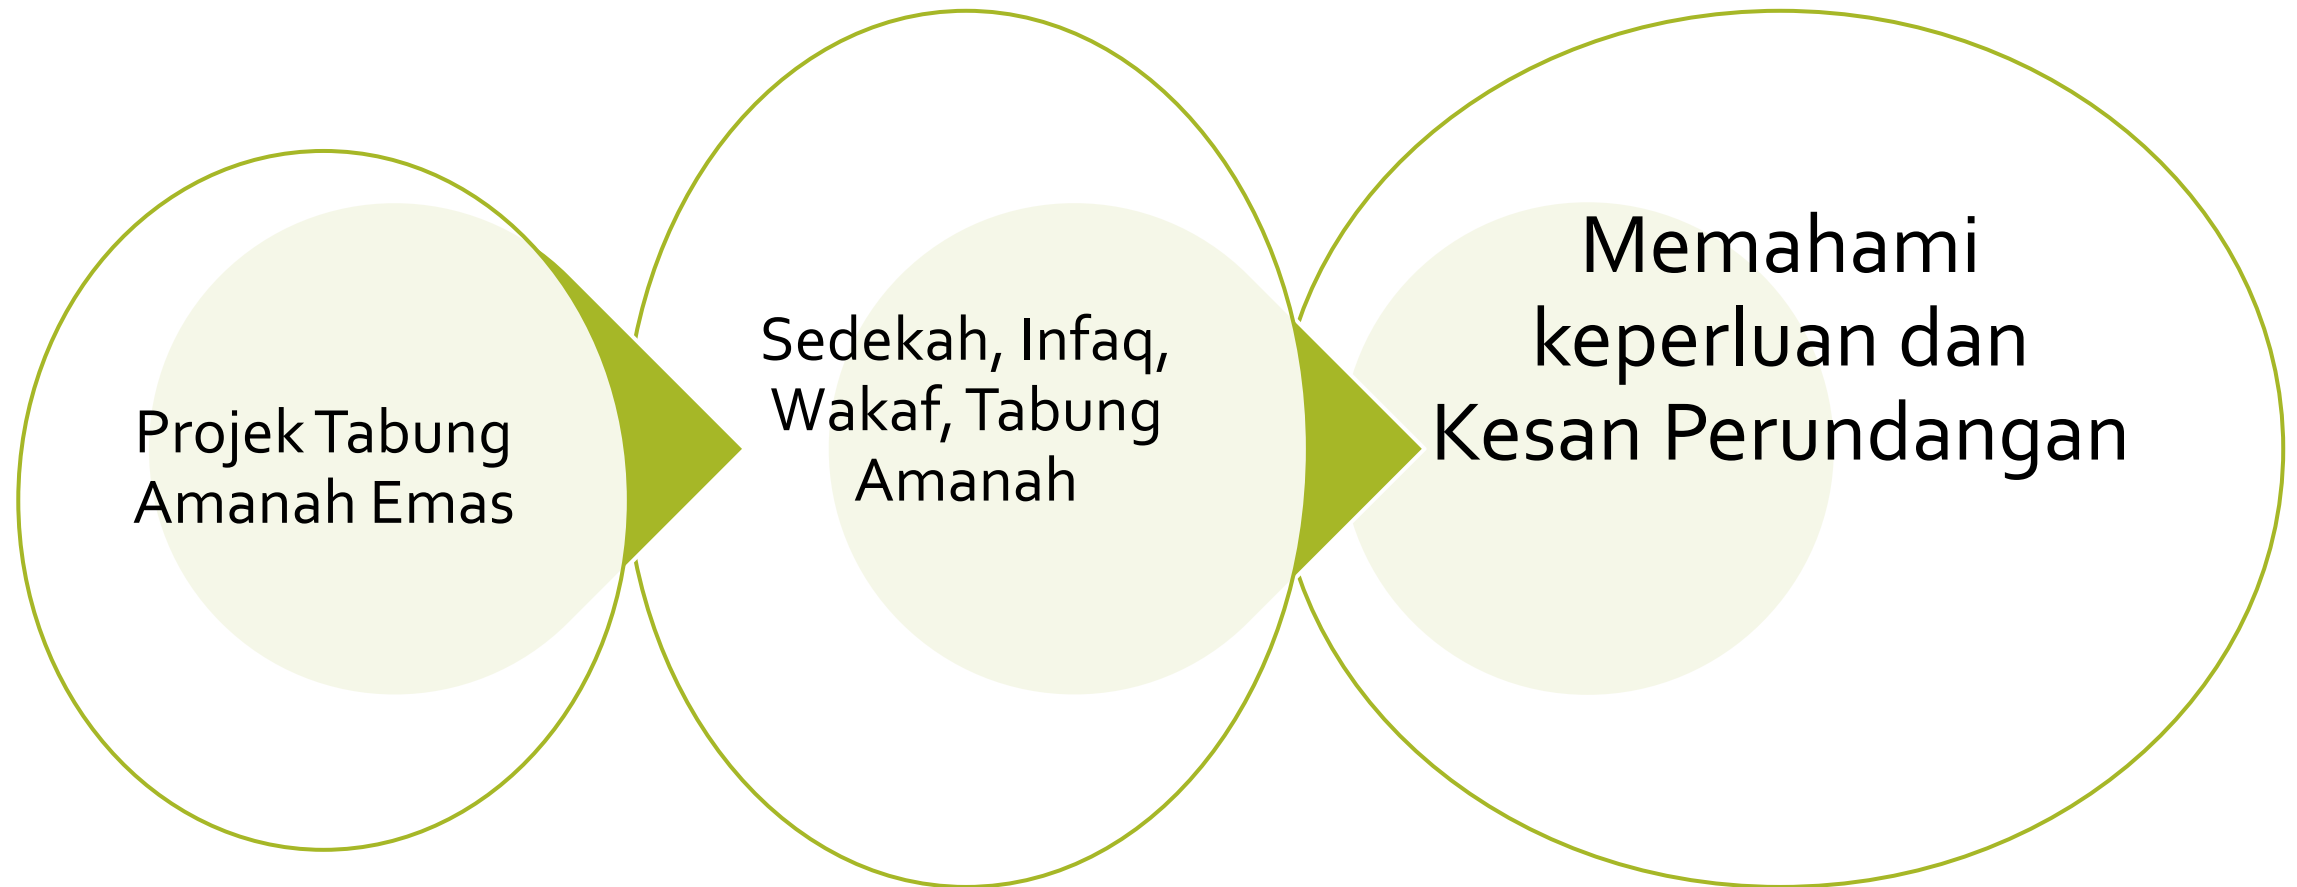 Projek Tabung
Amanah Emas
Sedekah, Infaq,
Wakaf, Tabung
Amanah
Memahami
keperluan dan
Kesan Perundangan